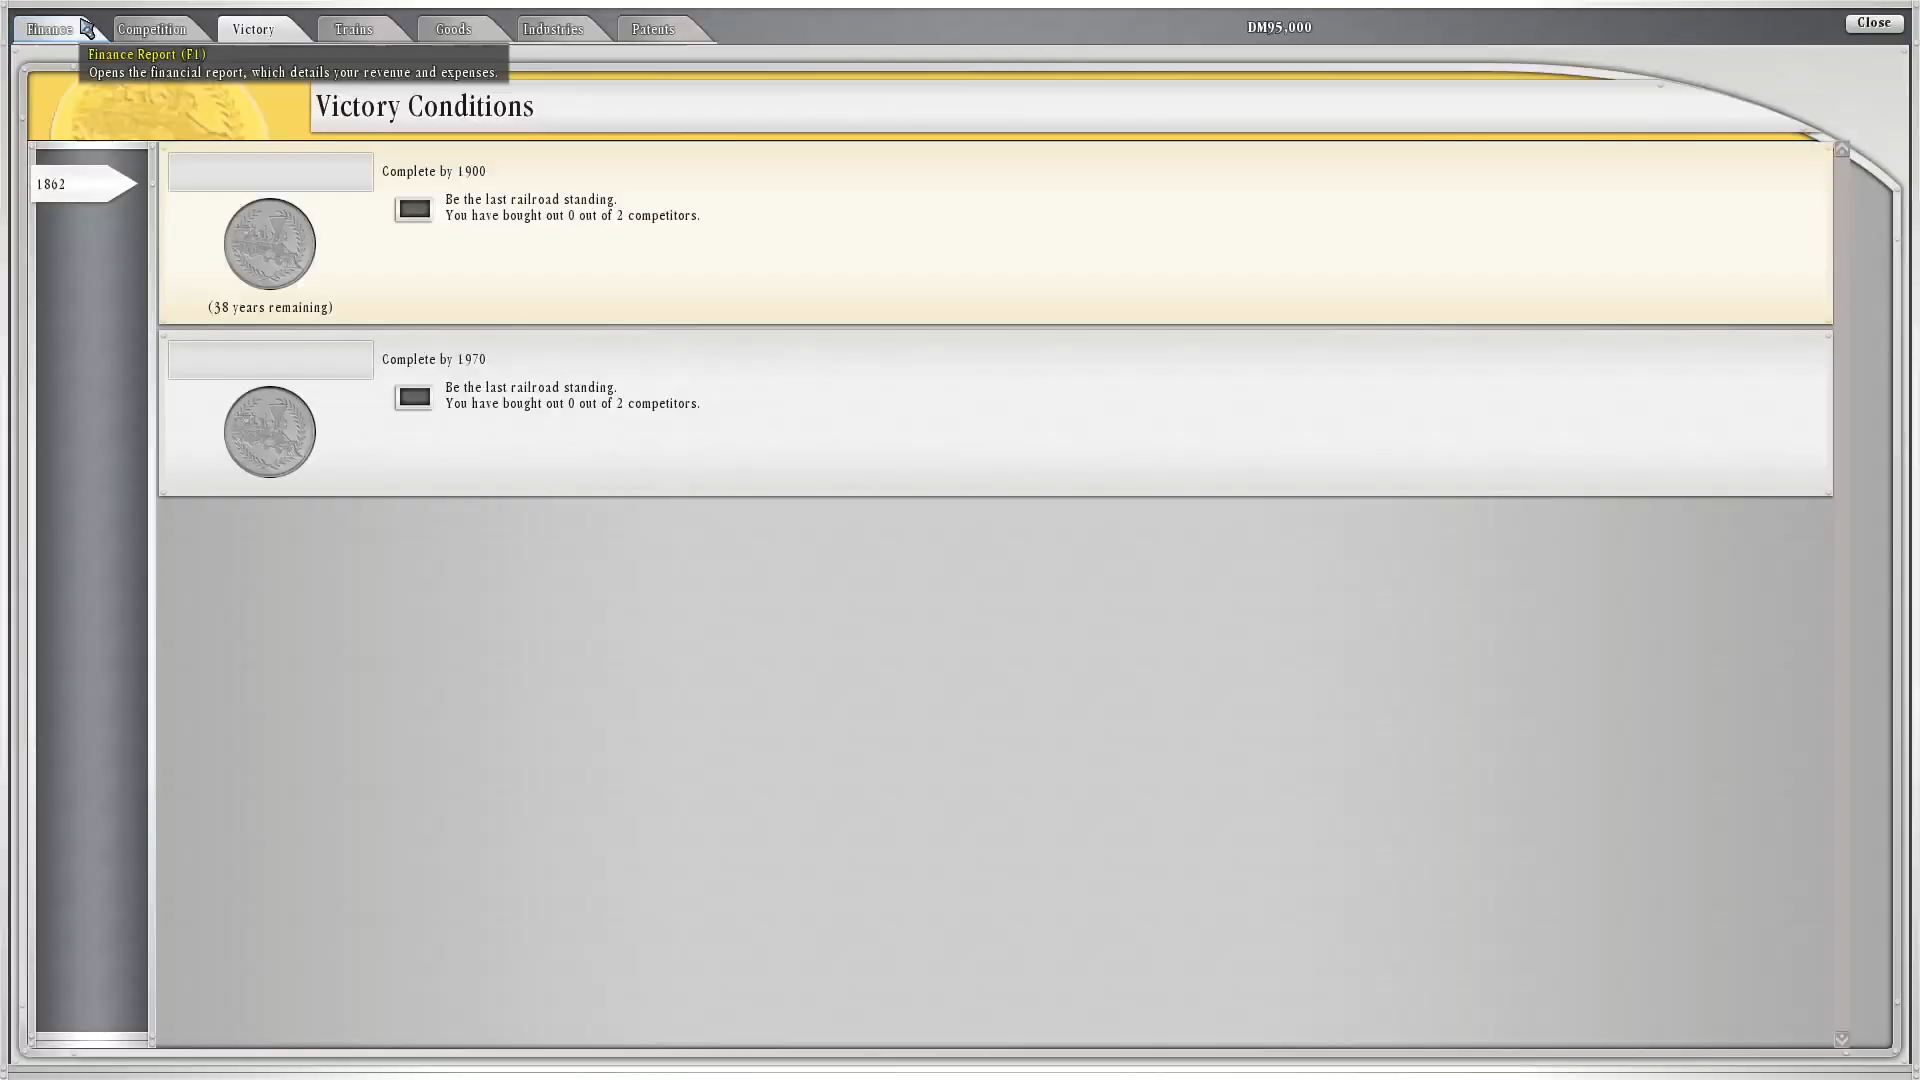 Finance
Competition
Victory
Trains
Goods
Industries
Patents
DM95,000
Close
Finance Report (F1)
Opens the financial report, which details your revenue and expenses.
Victory Conditions
1862
Complete by 1900
Be the last railroad standing.
You have bought out 0 out of 2 competitors.
(38 years remaining)
Complete by 1970
Be the last railroad standing.
You have bought out 0 out of 2 competitors.